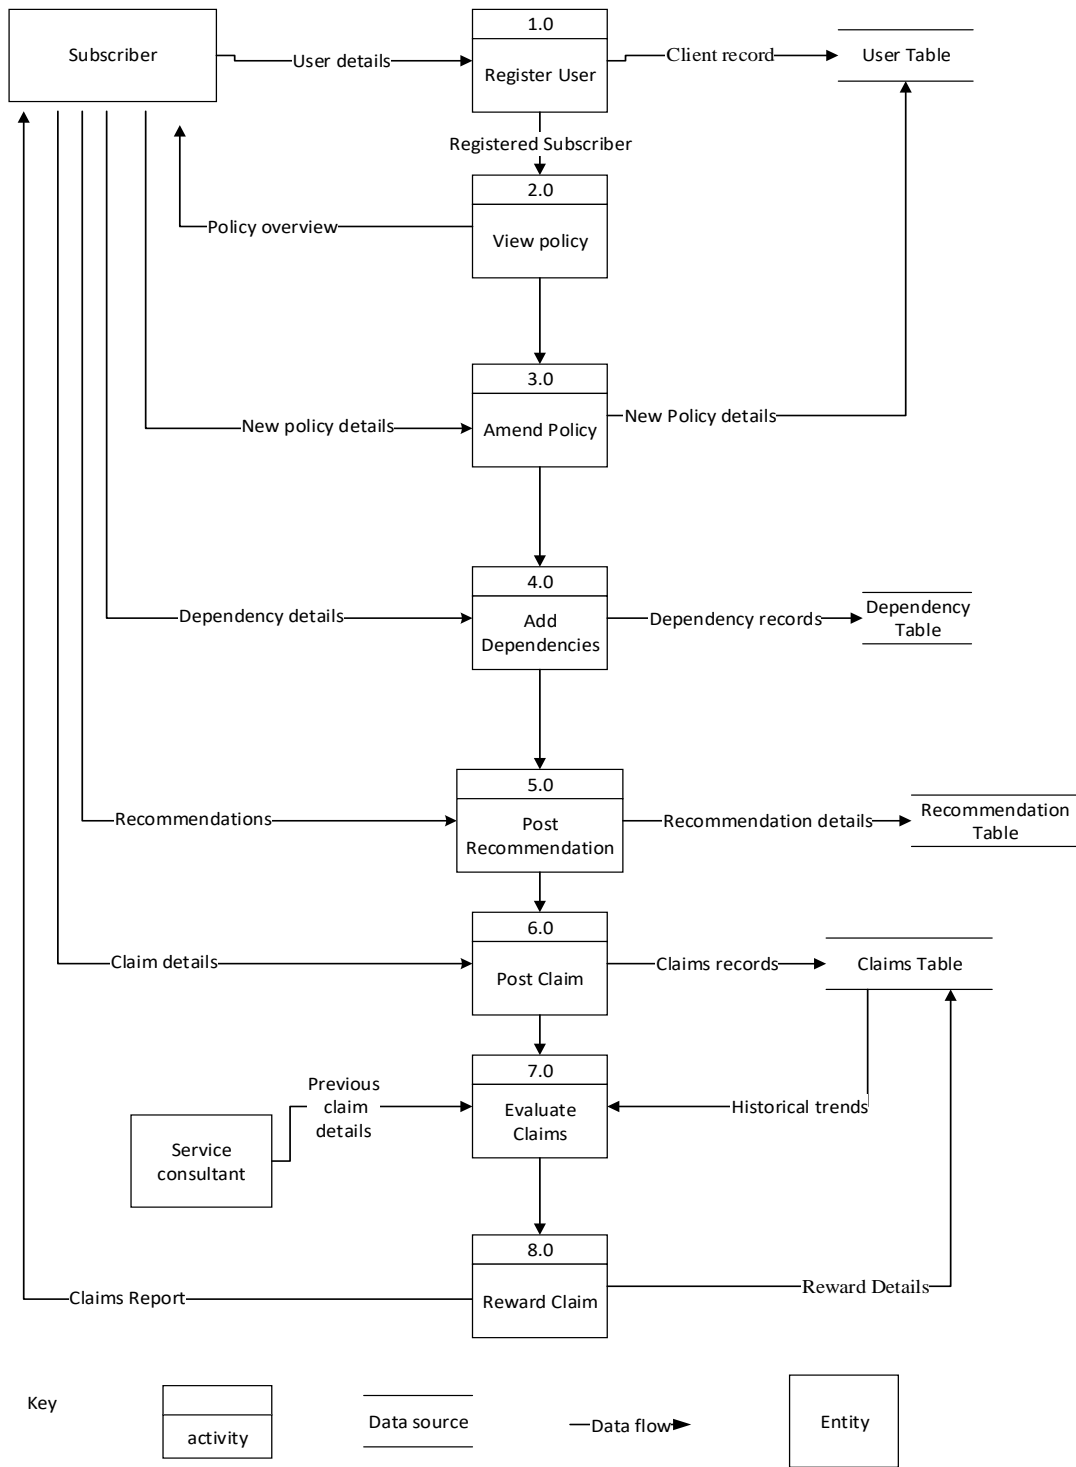 1.0
Subscriber
User details
Register User
Client record
User Table
Registered Subscriber
2.0
Policy overview
View policy
3.0
New policy details
Amend Policy
New Policy details
4.0
Dependency details
Add
Dependencies
Dependency records
Dependency
Table
5.0
Recommendations
Post
Recommendation
Recommendation details
Recommendation
Table
6.0
Claim details
Post Claim
Claims records
Claims Table
7.0
Previous
claim
details
Evaluate
Claims
Historical trends
Service
consultant
8.0
Claims Report
Reward Claim
Reward Details
Key
activity
Data source
Data flow
Entity